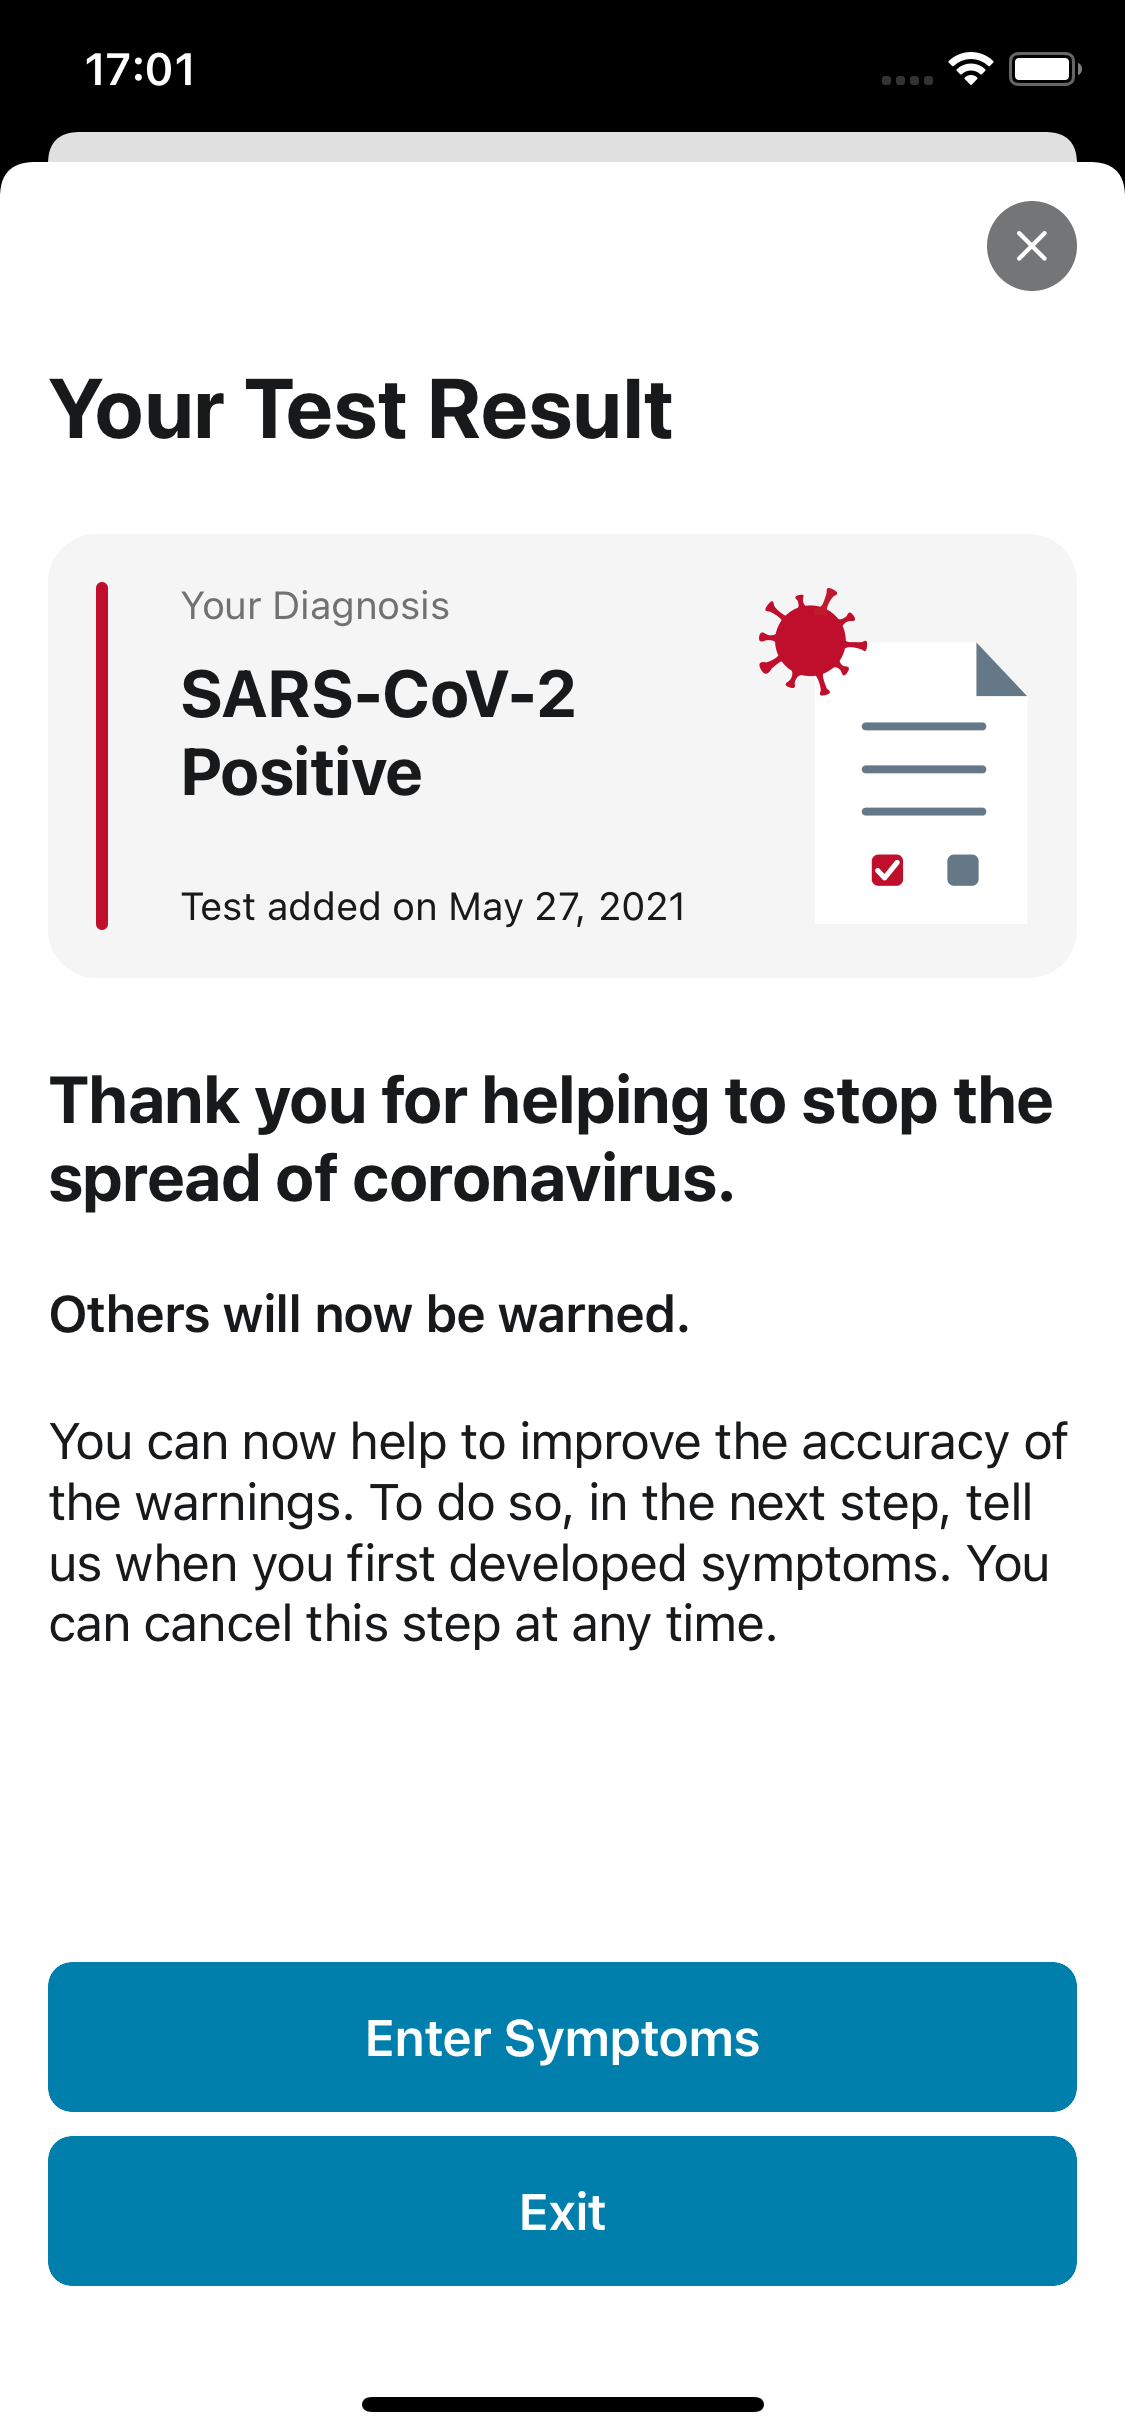 17:01
Your Test Result
Your Diagnosis
SARS-CoV-2
Positive
Test added on May 27, 2021
Thank you for helping to stop the
spread of coronavirus.
Others will now be warned.
You can now help to improve the accuracy of
the warnings. To do so, in the next step, tell
us when you first developed symptoms. You
can cancel this step at any time.
Enter Symptoms
Exit